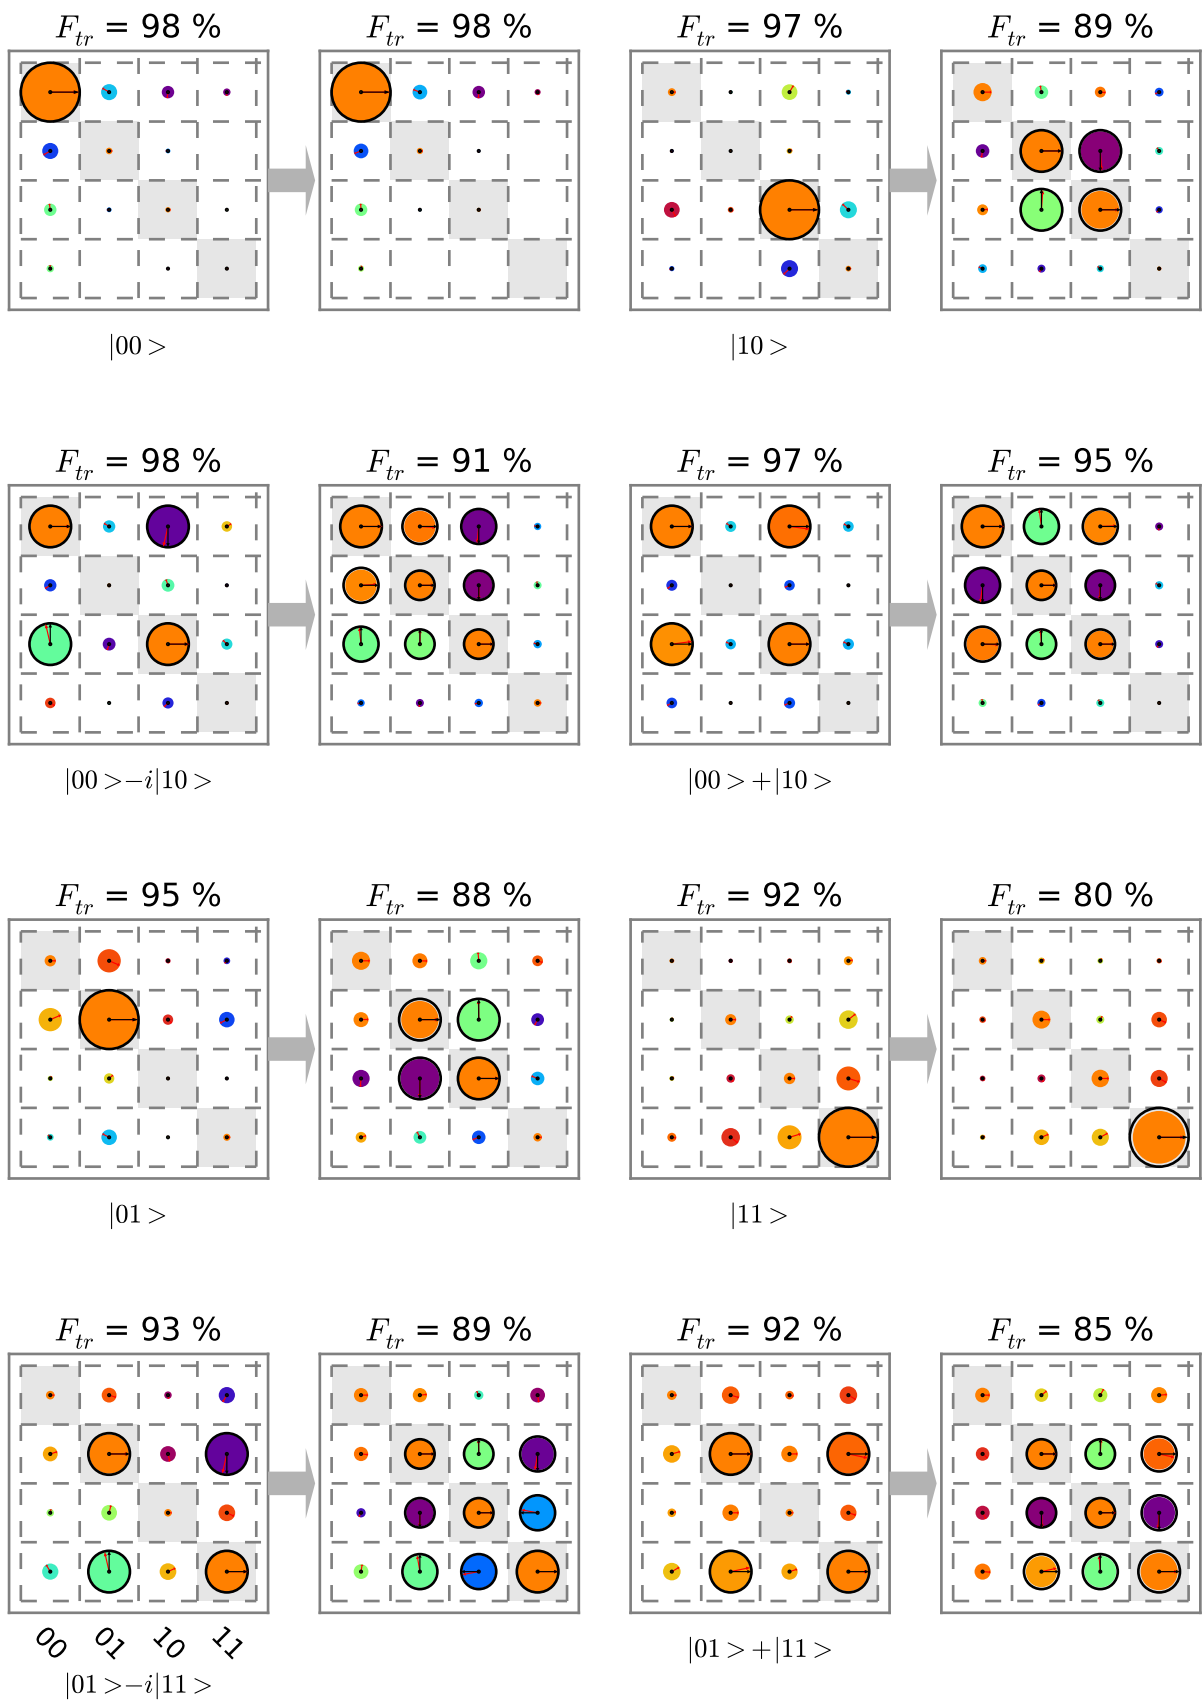 F_tr = 98 % F_tr = 98 % F_tr = 97 % F_tr = 89 %
|00> |10>
F_tr = 98 % F_tr = 91 % F_tr = 97 % F_tr = 95 %
|00>−i|10> |00>+|10>
F_tr = 95 % F_tr = 88 % F_tr = 92 % F_tr = 80 %
|01> |11>
F_tr = 93 % F_tr = 89 % F_tr = 92 % F_tr = 85 %
00 01 10 11
|01>−i|11> |01>+|11>